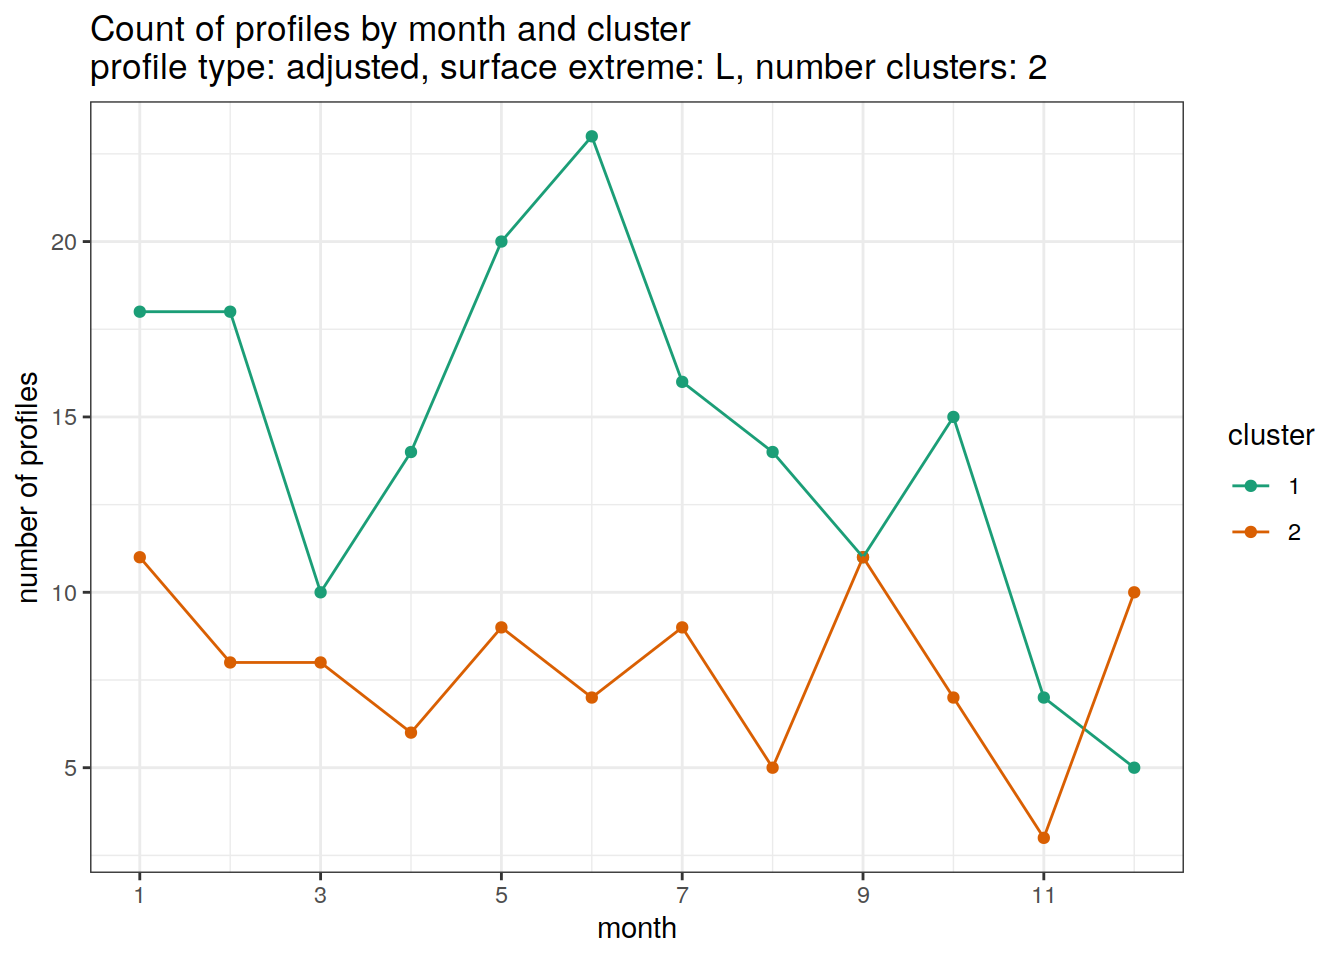 Count of profiles by month and cluster
profile type: adjusted, surface extreme: L, number clusters: 2
number of profiles
20
15
10
5
1 3 5 7 9 11
month
cluster
1
2